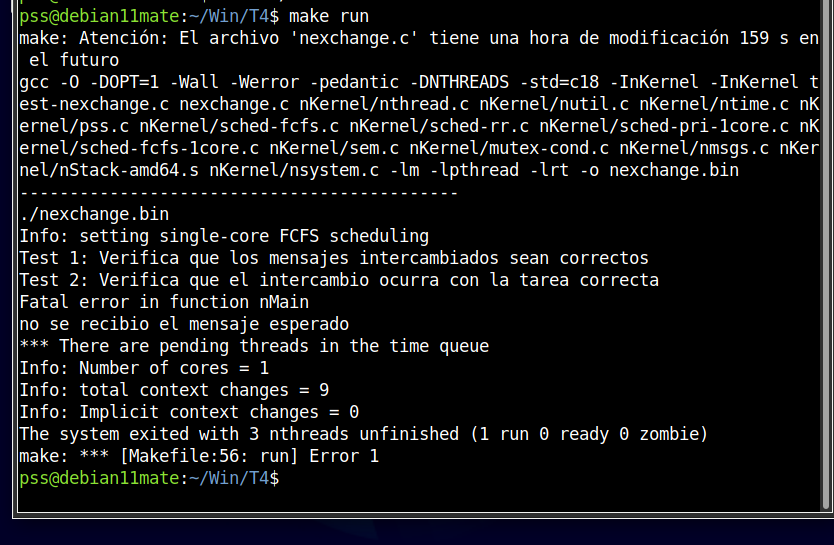 pss@debian11mate:~/Win/T4$ make run
make: Atención: El archivo 'nexchange.c' tiene una hora de modificación 159 s en
 el futuro
gcc -O -DOPT=1 -Wall -Werror -pedantic -DNTHREADS -std=c18 -InKernel -InKernel t
est-nexchange.c nexchange.c nKernel/nthread.c nKernel/nutil.c nKernel/ntime.c nK
ernel/pss.c nKernel/sched-fcfs.c nKernel/sched-rr.c nKernel/sched-pri-1core.c nK
ernel/sched-fcfs-1core.c nKernel/sem.c nKernel/mutex-cond.c nKernel/nmsgs.c nKer
nel/nStack-amd64.s nKernel/nsystem.c -lm -lpthread -lrt -o nexchange.bin
--------------------------------------------
./nexchange.bin
Info: setting single-core FCFS scheduling
Test 1: Verifica que los mensajes intercambiados sean correctos
Test 2: Verifica que el intercambio ocurra con la tarea correcta
Fatal error in function nMain
no se recibio el mensaje esperado
*** There are pending threads in the time queue
Info: Number of cores = 1
Info: total context changes = 9
Info: Implicit context changes = 0
The system exited with 3 nthreads unfinished (1 run 0 ready 0 zombie)
make: *** [Makefile:56: run] Error 1
pss@debian11mate:~/Win/T4$